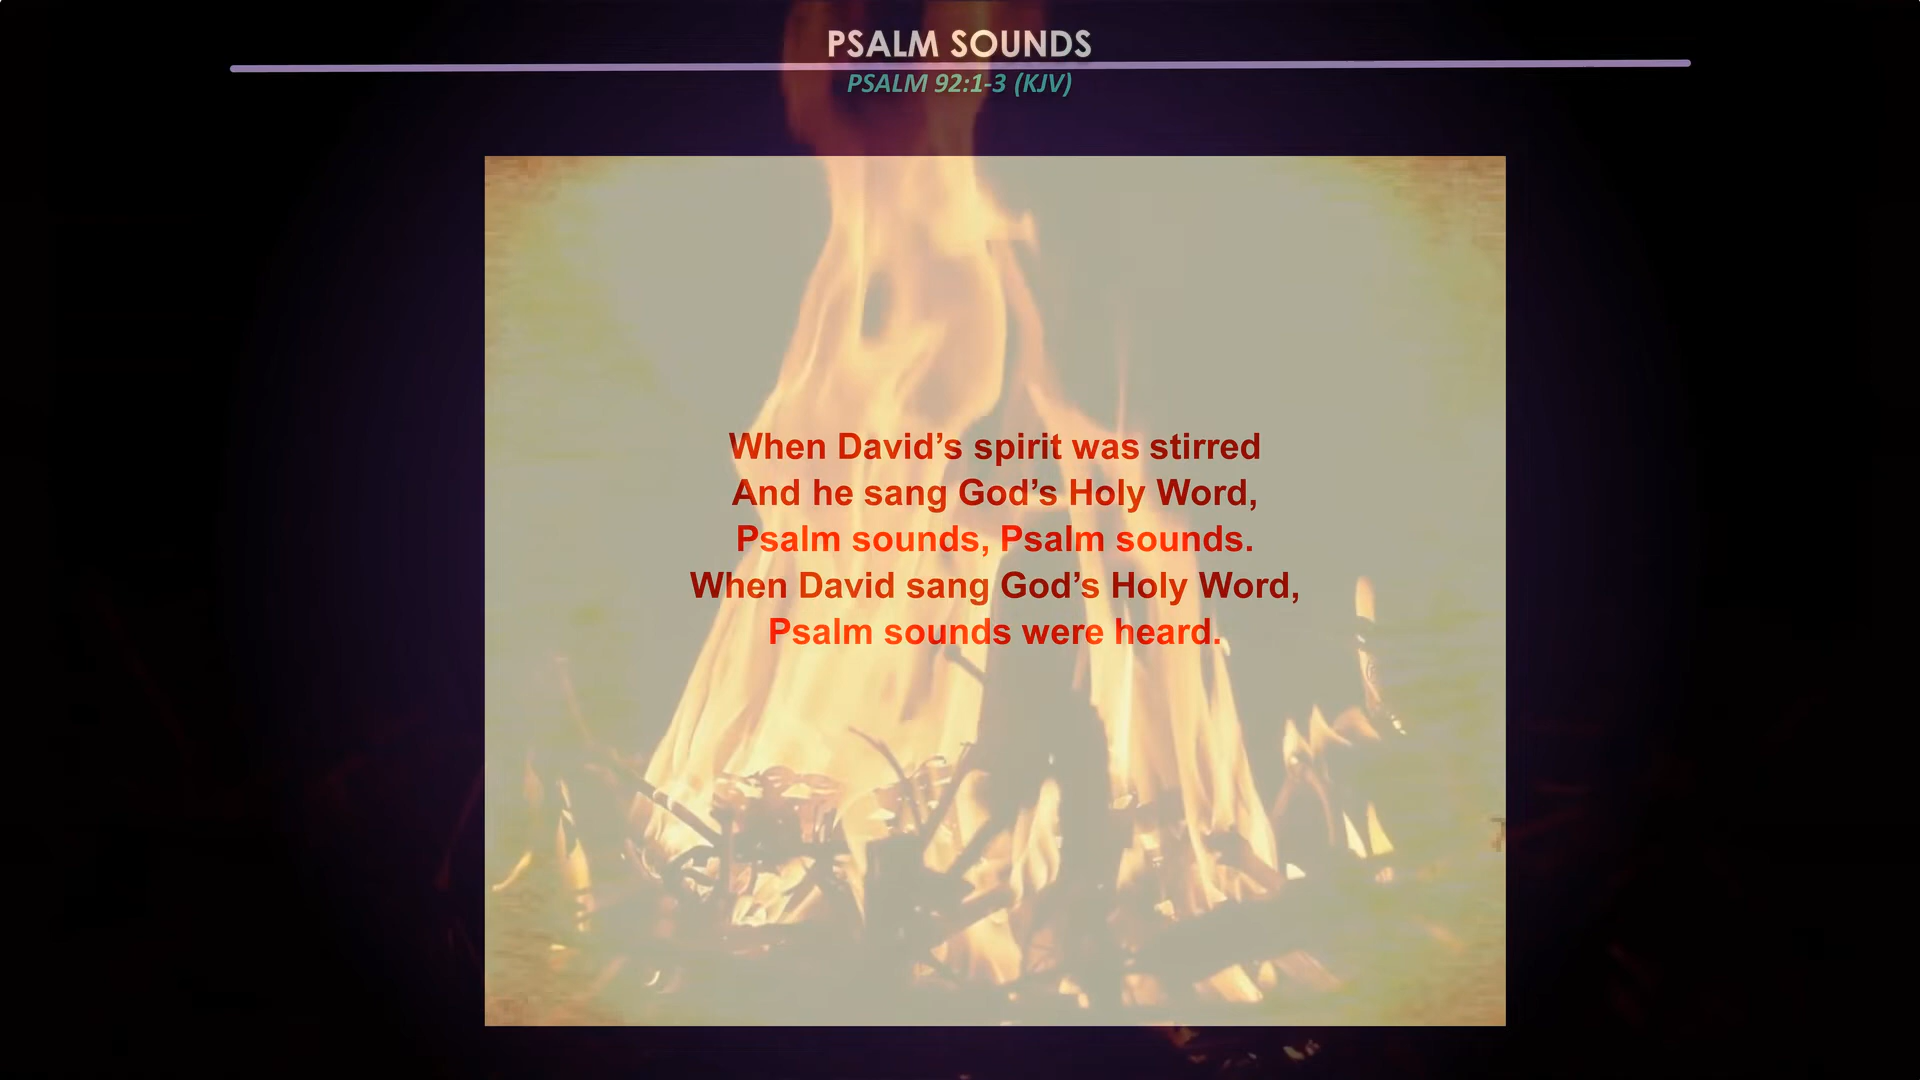 PSALM SOUNDS
PSALM 92:1-3 (KJV)
When David’s spirit was stirred
And he sang God’s Holy Word,
Psalm sounds, Psalm sounds.
When David sang God’s Holy Word,
Psalm sounds were heard.